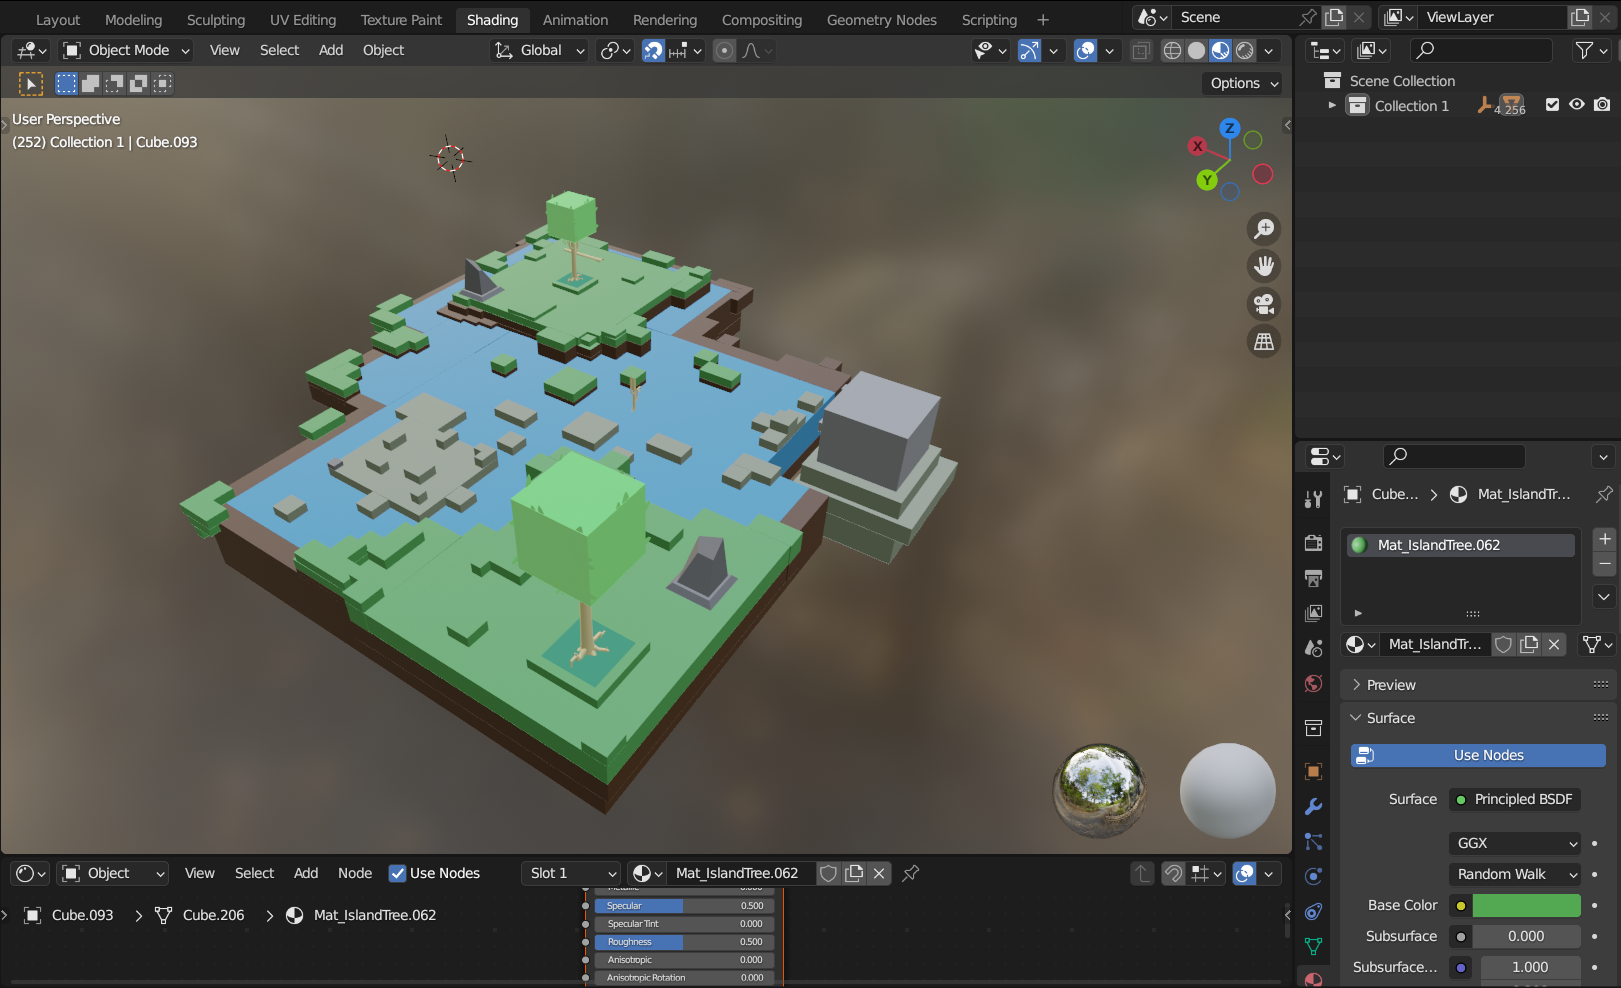 Layout Modeling Sculpting UV Editing Texture Paint Shading Animation Rendering Compositing Geometry Nodes Scripting + Scene ViewLayer
Object Mode View Select Add Object Global
Options
User Perspective
(252) Collection 1 | Cube.093
Z
X
Y
Scene Collection
Collection 1 4 256
Cube... > Mat_IslandTr...
Mat_IslandTree.062
Mat_IslandTr...
Preview
Surface
Use Nodes
Surface Principled BSDF
GGX
Random Walk
Base Color
Subsurface 0.000
Subsurface... 1.000
Object View Select Add Node Use Nodes Slot 1 Mat_IslandTree.062
Cube.093 > Cube.206 > Mat_IslandTree.062
Metallic 0.000
Specular 0.500
Specular Tint 0.000
Roughness 0.500
Anisotropic 0.000
Anisotropic Rotation 0.000